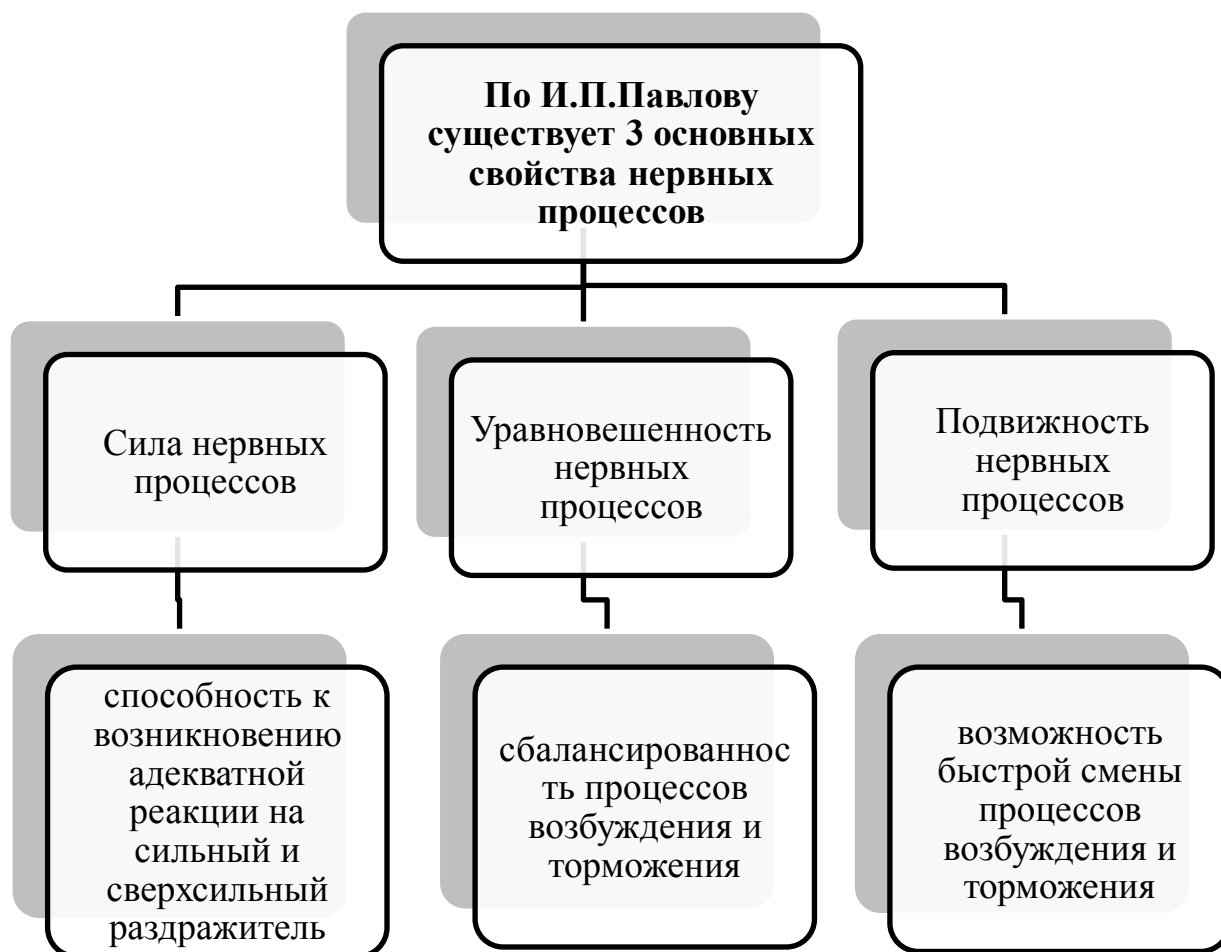 По И.П.Павлову
существует 3 основных
свойства нервных
процессов
Сила нервных
процессов
Уравновешенность
нервных
процессов
Подвижность
нервных
процессов
способность к
возникновению
адекватной
реакции на
сильный и
сверхсильный
раздражитель
сбалансированнос
ть процессов
возбуждения и
торможения
возможность
быстрой смены
процессов
возбуждения и
торможения